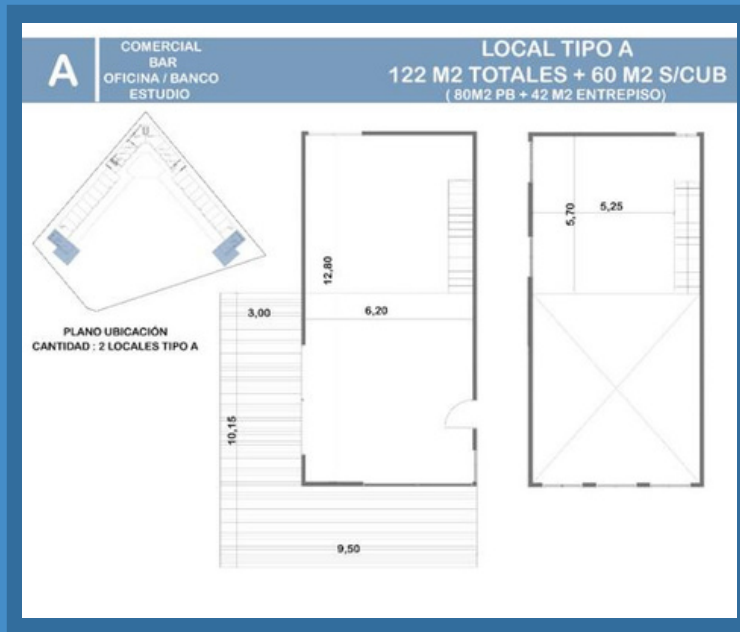 A
COMERCIAL
BAR
OFICINA / BANCO
ESTUDIO
LOCAL TIPO A
122 M2 TOTALES + 60 M2 S/CUB
( 80M2 PB + 42 M2 ENTREPISO)
PLANO UBICACIÓN
CANTIDAD : 2 LOCALES TIPO A
12,80
3,00
6,20
10,15
9,50
5,70
5,25